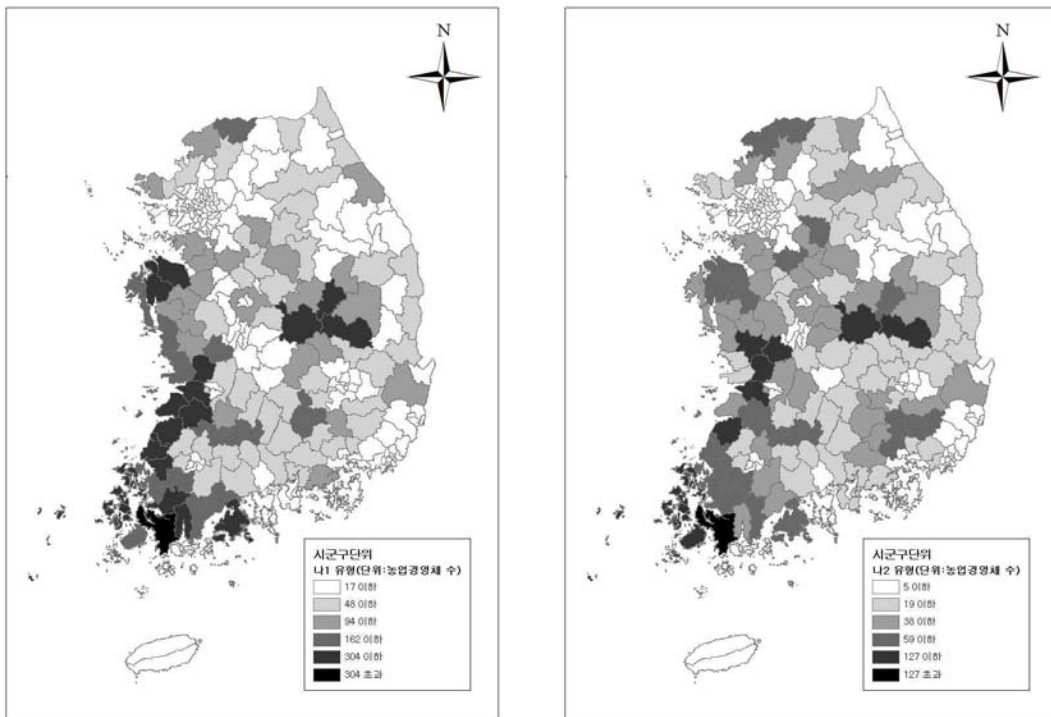 N
시군구단위
나1 유형(단위:농업경영체 수)
17 이하
48 이하
94 이하
162 이하
304 이하
304 초과
N
시군구단위
나2 유형(단위:농업경영체 수)
5 이하
19 이하
38 이하
59 이하
127 이하
127 초과